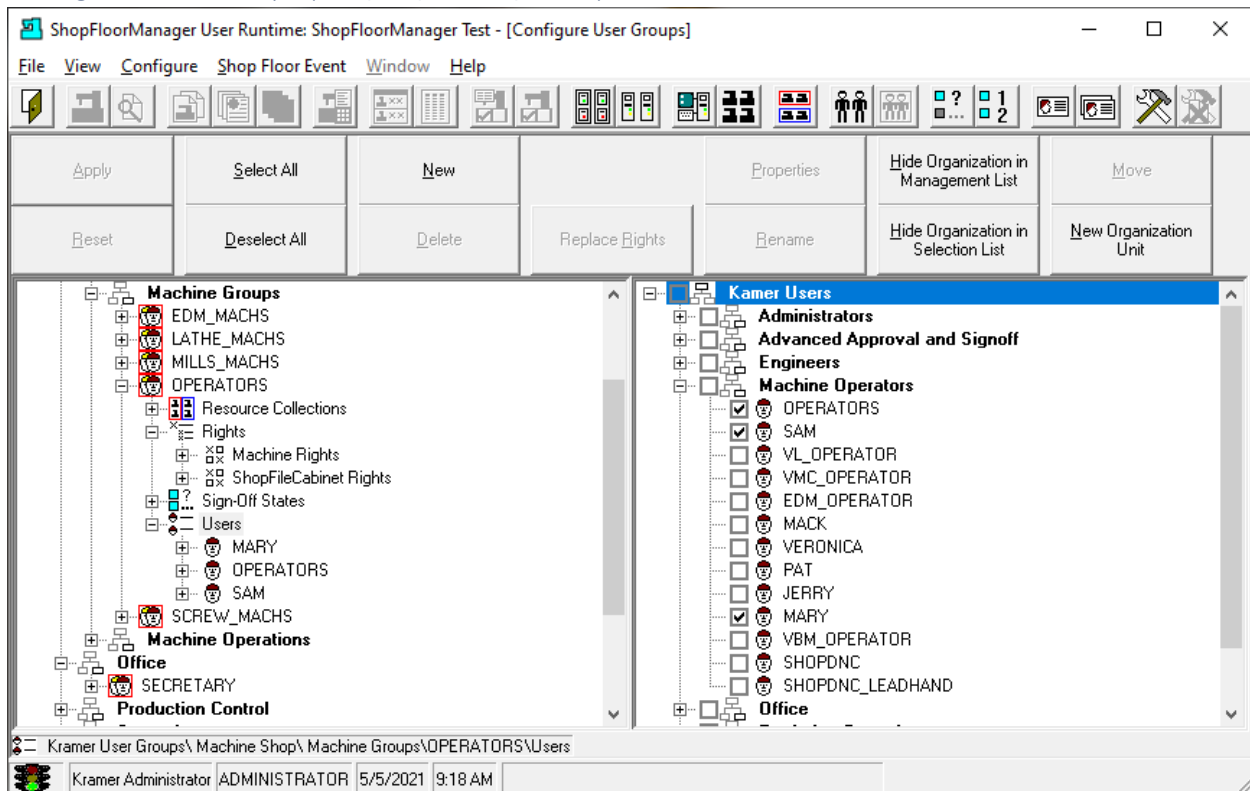 ShopFloorManager User Runtime: ShopFloorManager Test - [Configure User Groups]
File View Configure Shop Floor Event Window Help
Apply
Select All
New
Properties
Hide Organization in
Management List
Move
Reset
Deselect All
Delete
Replace Rights
Rename
Hide Organization in
Selection List
New Organization
Unit
Machine Groups
EDM_MACHS
LATHE_MACHS
MILLS_MACHS
OPERATORS
Resource Collections
Rights
Machine Rights
ShopFileCabinet Rights
Sign-Off States
Users
MARY
OPERATORS
SAM
SCREW_MACHS
Machine Operations
Office
SECRETARY
Production Control
Kamer Users
Administrators
Advanced Approval and Signoff
Engineers
Machine Operators
OPERATORS
SAM
VL_OPERATOR
VMC_OPERATOR
EDM_OPERATOR
MACK
VERONICA
PAT
JERRY
MARY
VBM_OPERATOR
SHOPDNC
SHOPDNC_LEADHAND
Office
Kramer User Groups\ Machine Shop\ Machine Groups\OPERATORS\Users
Kramer Administrator ADMINISTRATOR 5/5/2021 9:18 AM